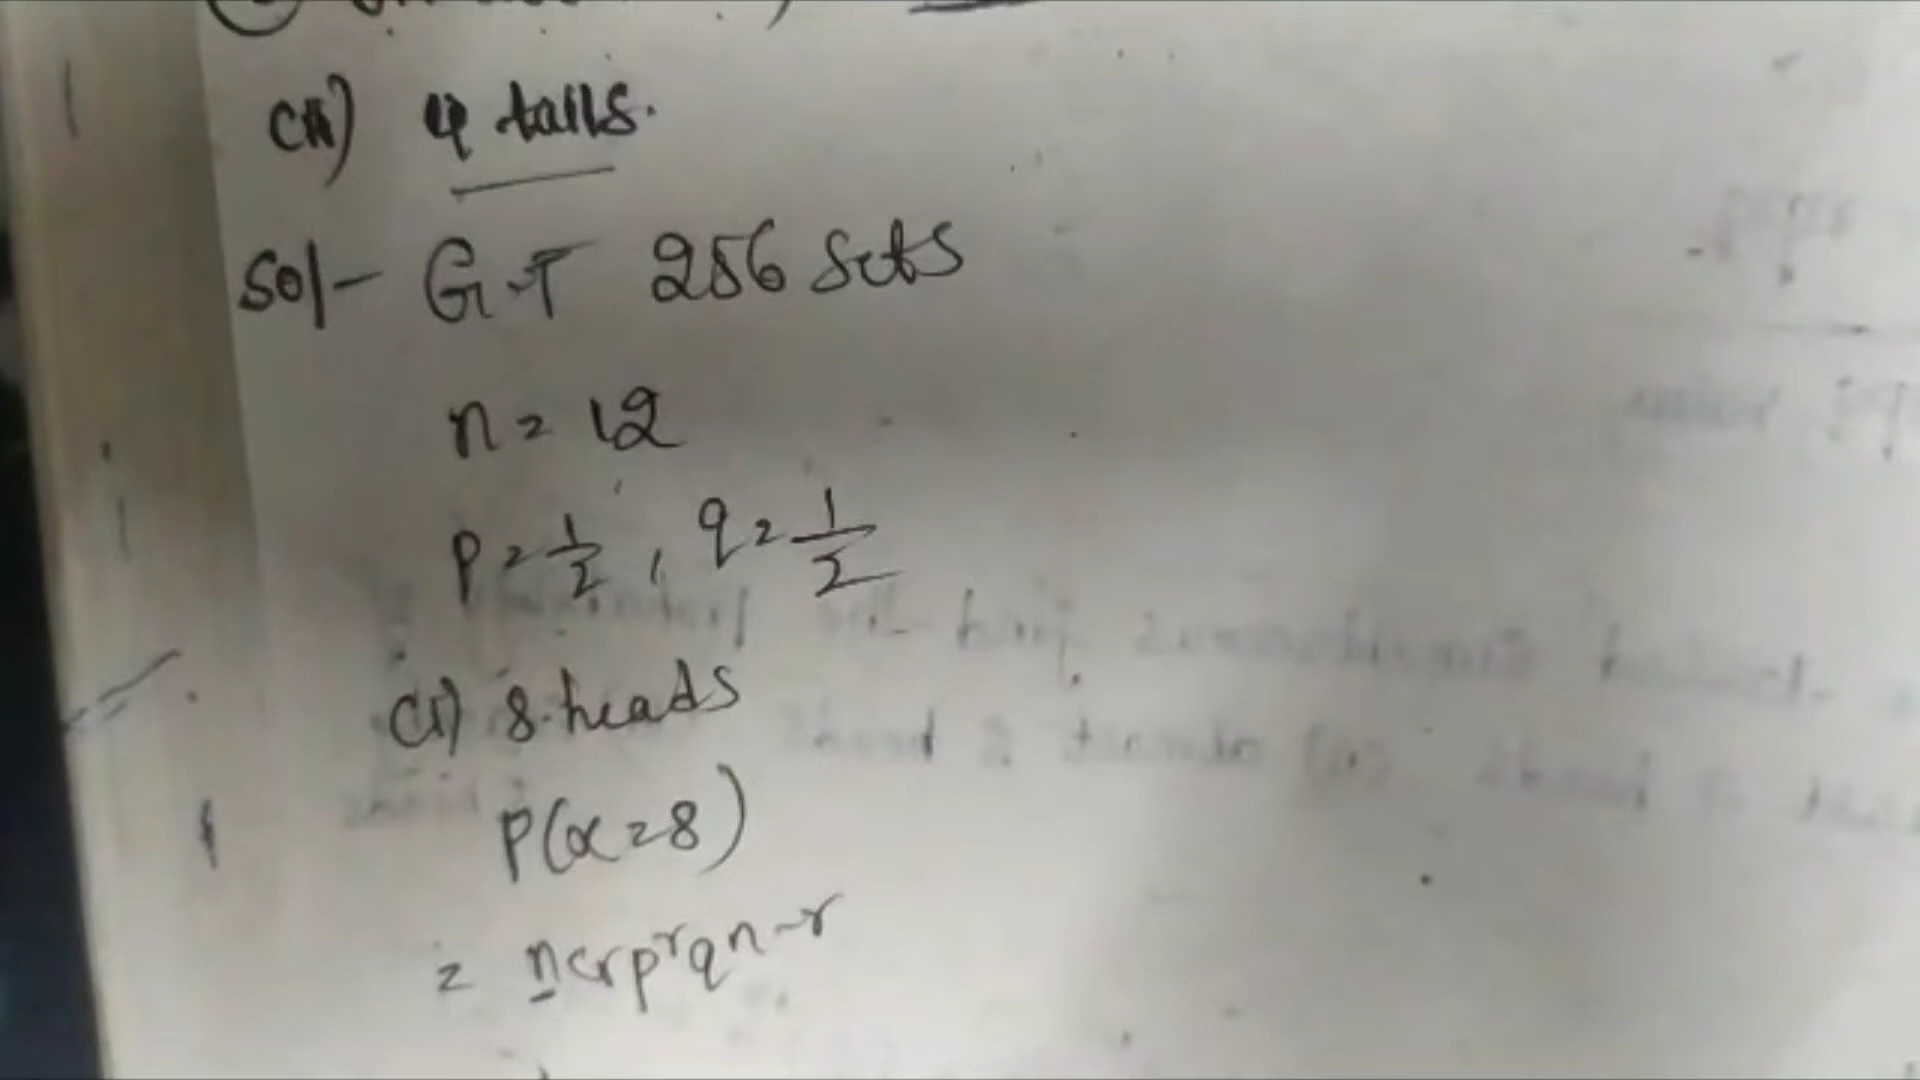 (ii) 4 tails.
Sol- G.T 256 sets
n = 12
p = 1/2, q = 1/2
(i) 8 heads
P(x = 8)
= ncr p^r q^n-r